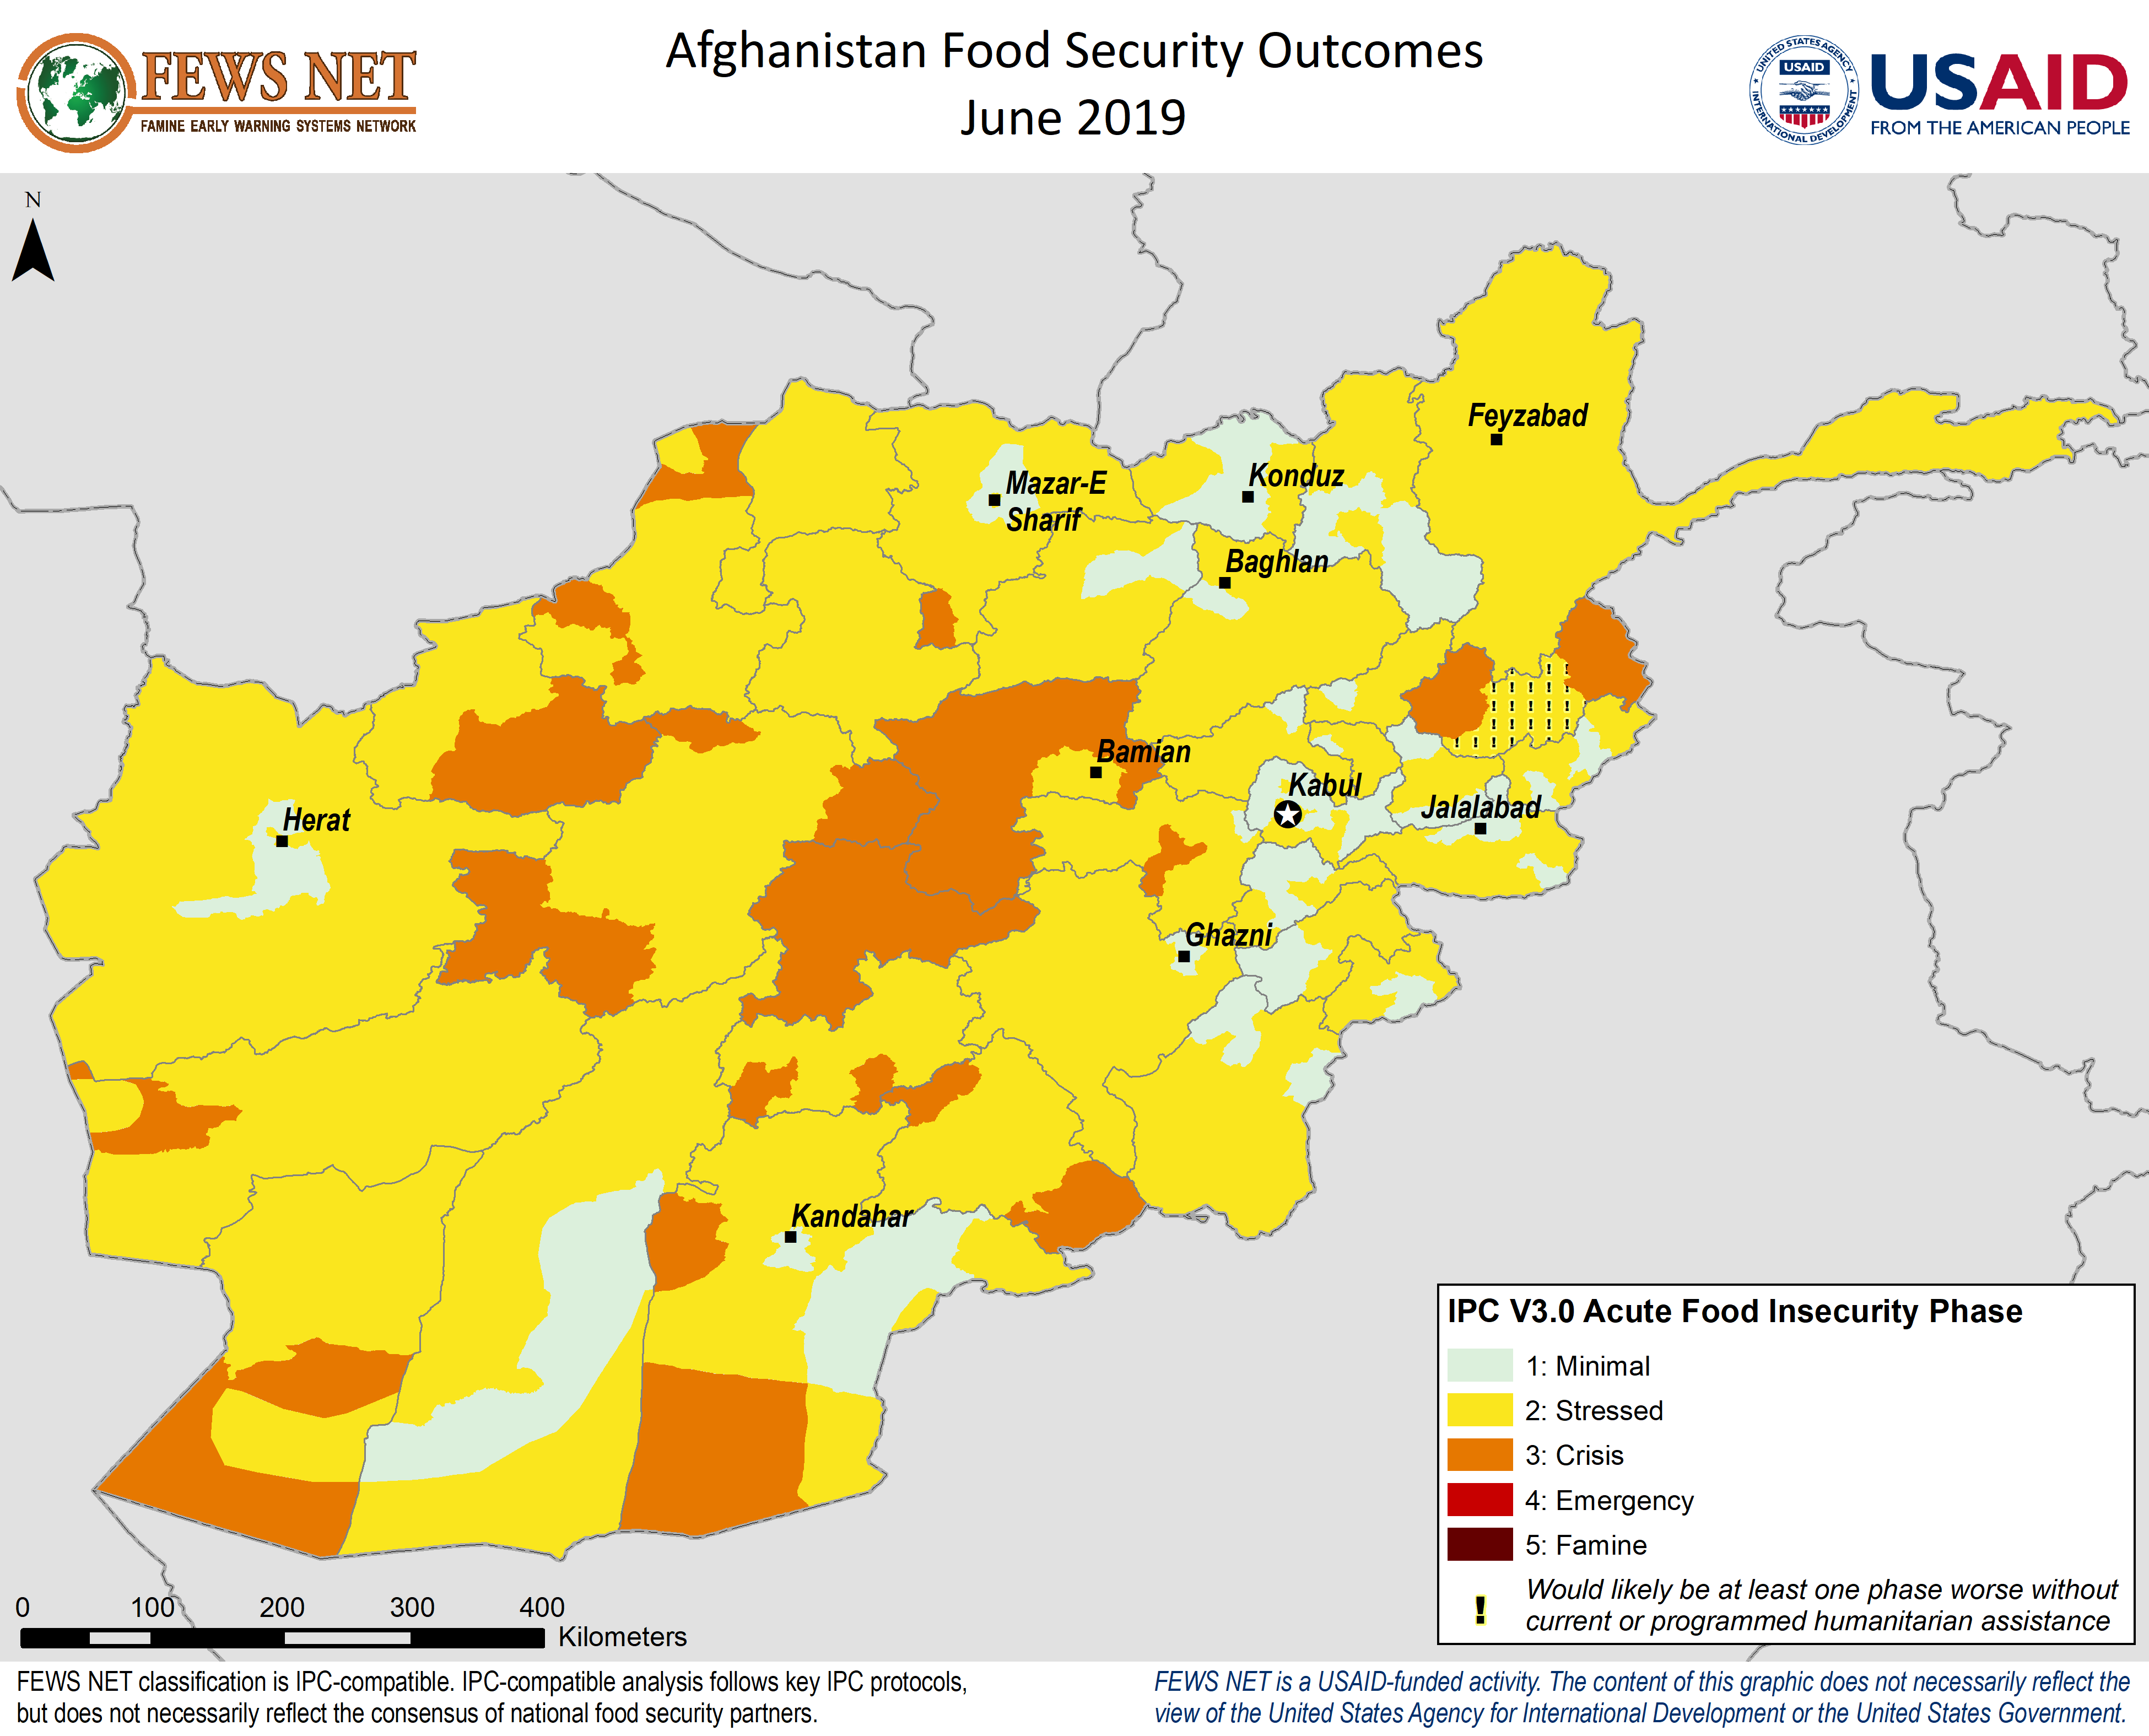 FEWS NET
FAMINE EARLY WARNING SYSTEMS NETWORK
Afghanistan Food Security Outcomes
June 2019
UNITED STATES AGENCY
USAID
INTERNATIONAL DEVELOPMENT
USAID
FROM THE AMERICAN PEOPLE
N
Feyzabad
Mazar-E
Sharif
Konduz
Baghlan
Bamian
Kabul
Jalalabad
Herat
Ghazni
Kandahar
IPC V3.0 Acute Food Insecurity Phase
1: Minimal
2: Stressed
3: Crisis
4: Emergency
5: Famine
! Would likely be at least one phase worse without
current or programmed humanitarian assistance
0 100 200 300 400
Kilometers
FEWS NET classification is IPC-compatible. IPC-compatible analysis follows key IPC protocols,
but does not necessarily reflect the consensus of national food security partners.
FEWS NET is a USAID-funded activity. The content of this graphic does not necessarily reflect the
view of the United States Agency for International Development or the United States Government.